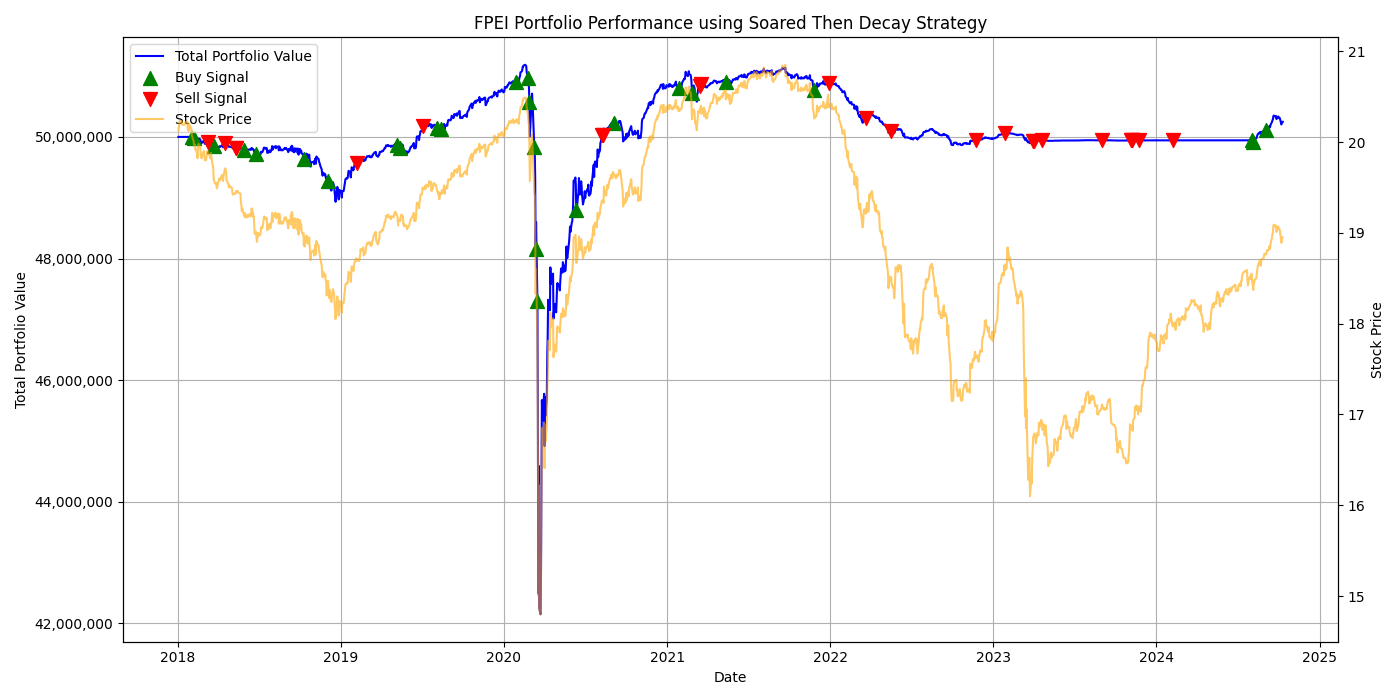 FPEI Portfolio Performance using Soared Then Decay Strategy
Total Portfolio Value
Buy Signal
Sell Signal
Stock Price
50,000,000
48,000,000
46,000,000
44,000,000
42,000,000
Total Portfolio Value
21
20
19
18
17
16
15
Stock Price
2018
2019
2020
2021
2022
2023
2024
2025
Date